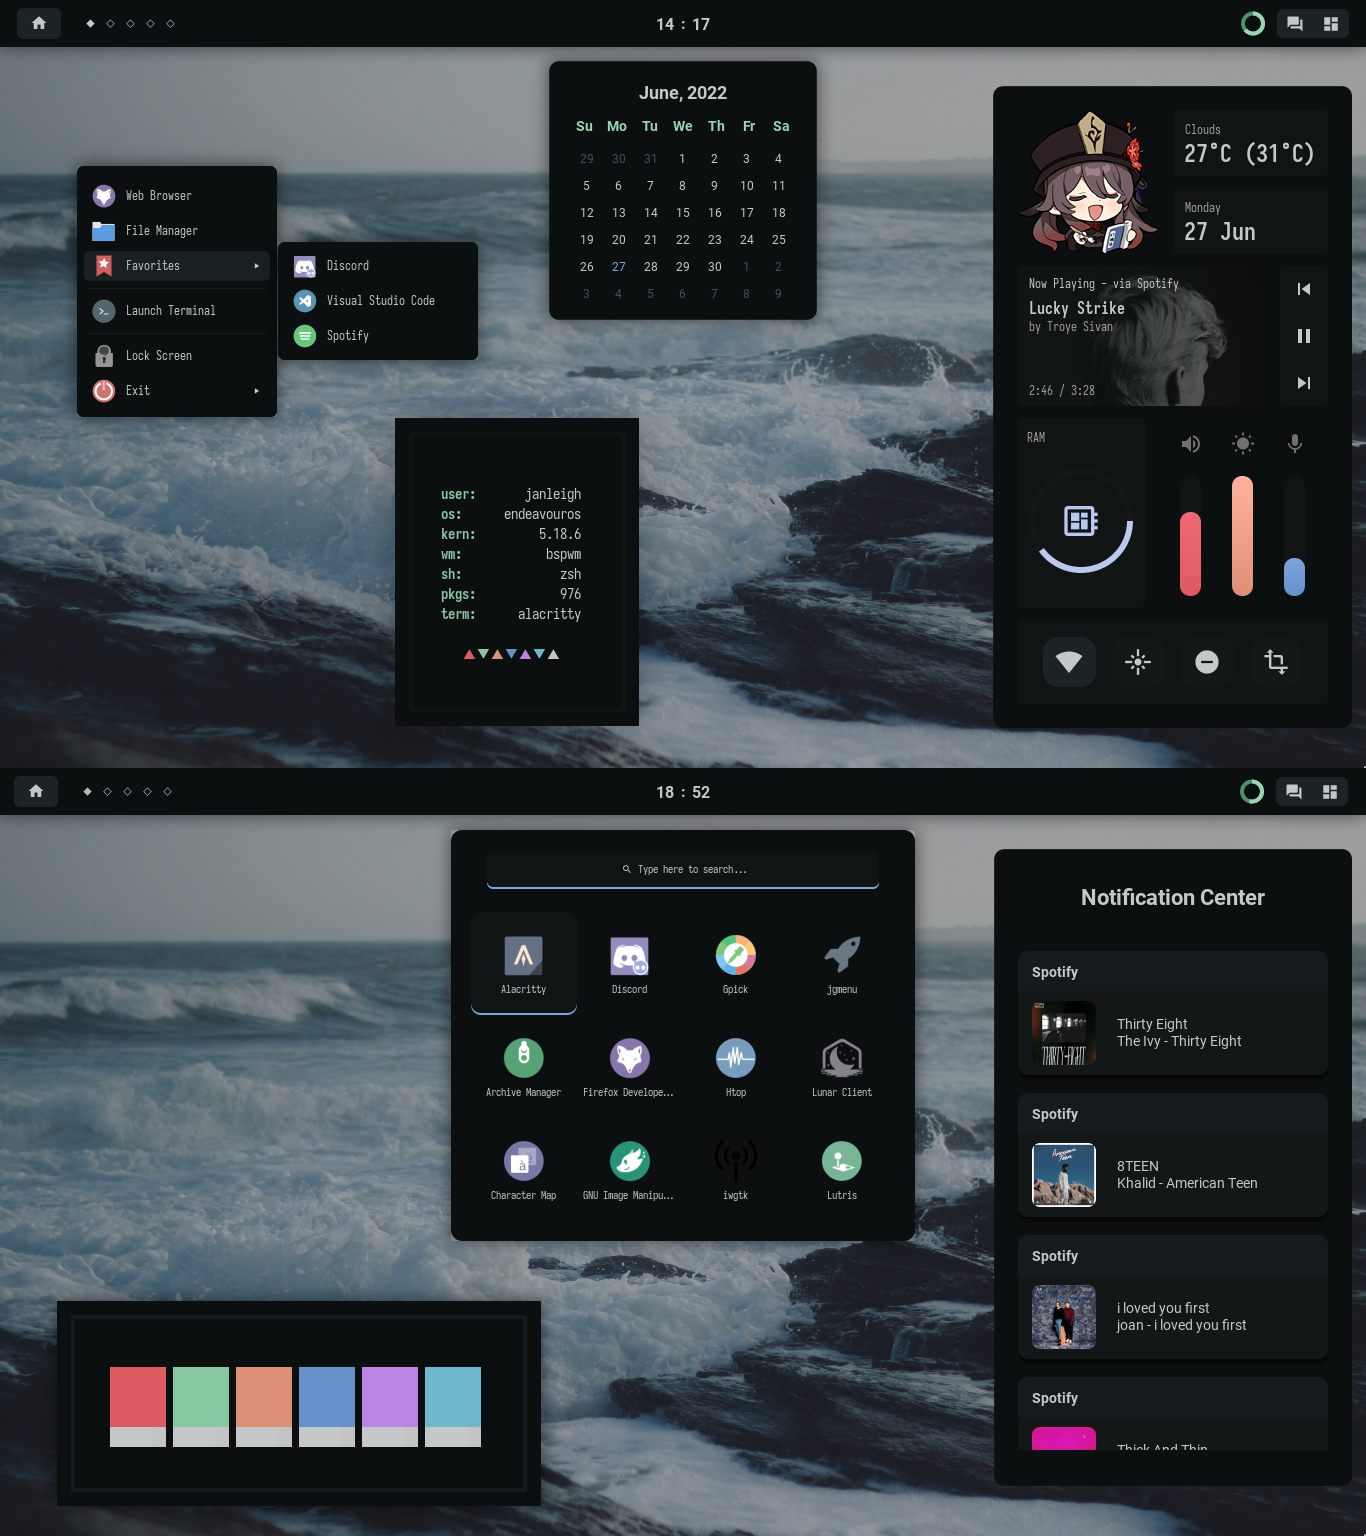 14 : 17
June, 2022
Su Mo Tu We Th Fr Sa
29 30 31 1 2 3 4
5 6 7 8 9 10 11
12 13 14 15 16 17 18
19 20 21 22 23 24 25
26 27 28 29 30 1 2
3 4 5 6 7 8 9
Web Browser
File Manager
Favorites
Launch Terminal
Lock Screen
Exit
Discord
Visual Studio Code
Spotify
user: janleigh
os: endeavouros
kern: 5.18.6
wm: bspwm
sh: zsh
pkgs: 976
term: alacritty
Clouds
27°C (31°C)
Monday
27 Jun
Now Playing - via Spotify
Lucky Strike
by Troye Sivan
2:46 / 3:28
RAM
18 : 52
Type here to search...
Alacritty
Discord
Gpick
jgmenu
Archive Manager
Firefox Develope...
Htop
Lunar Client
Character Map
à
GNU Image Manipu...
iwgtk
Lutris
Notification Center
Spotify
THIRTY-EIGHT
Thirty Eight
The Ivy - Thirty Eight
Spotify
American Teen
8TEEN
Khalid - American Teen
Spotify
i loved you first
joan - i loved you first
Spotify
Thick And Thin